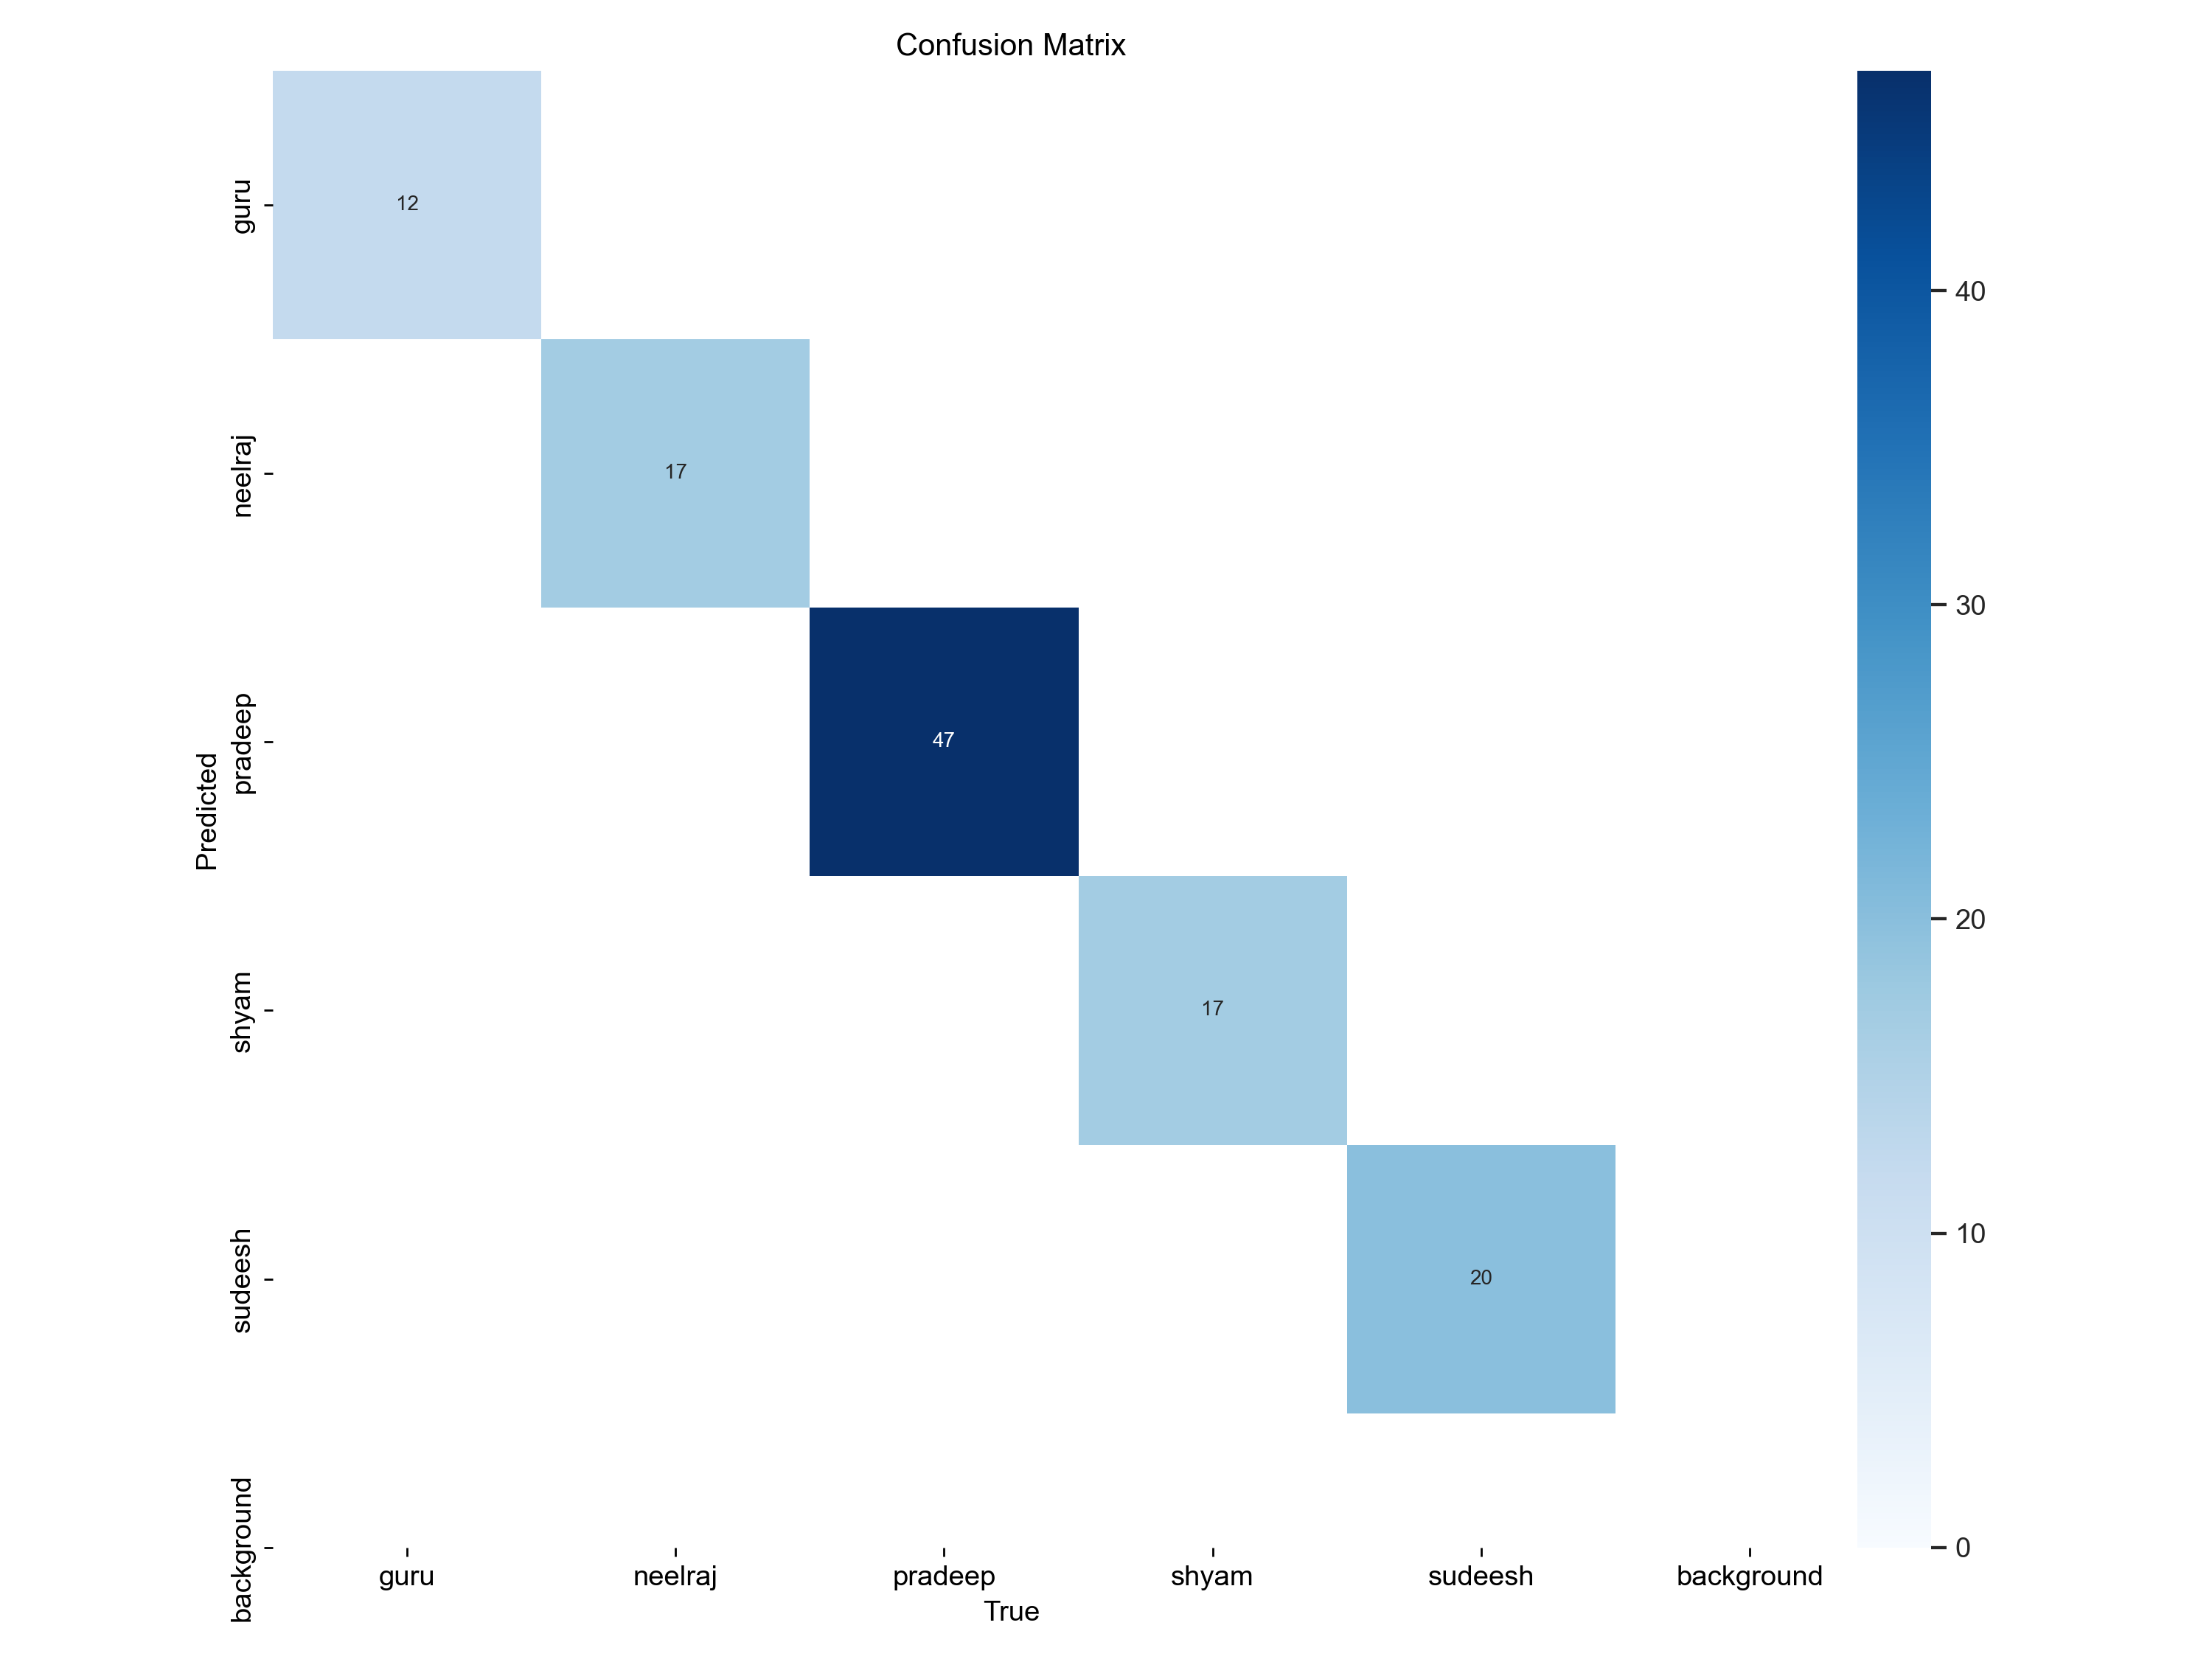 Confusion Matrix
guru
12
neelraj
17
pradeep
47
shyam
17
sudeesh
20
background
Predicted
guru neelraj pradeep shyam sudeesh background
True
40
30
20
10
0